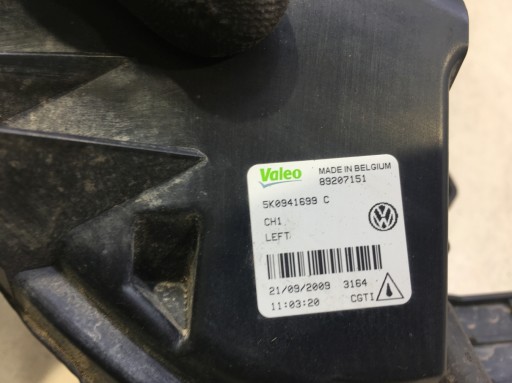 Valeo MADE IN BELGIUM
89207151
5K0941699 C
CH1
LEFT
21/09/2009 3164
11:03:20 CGTI